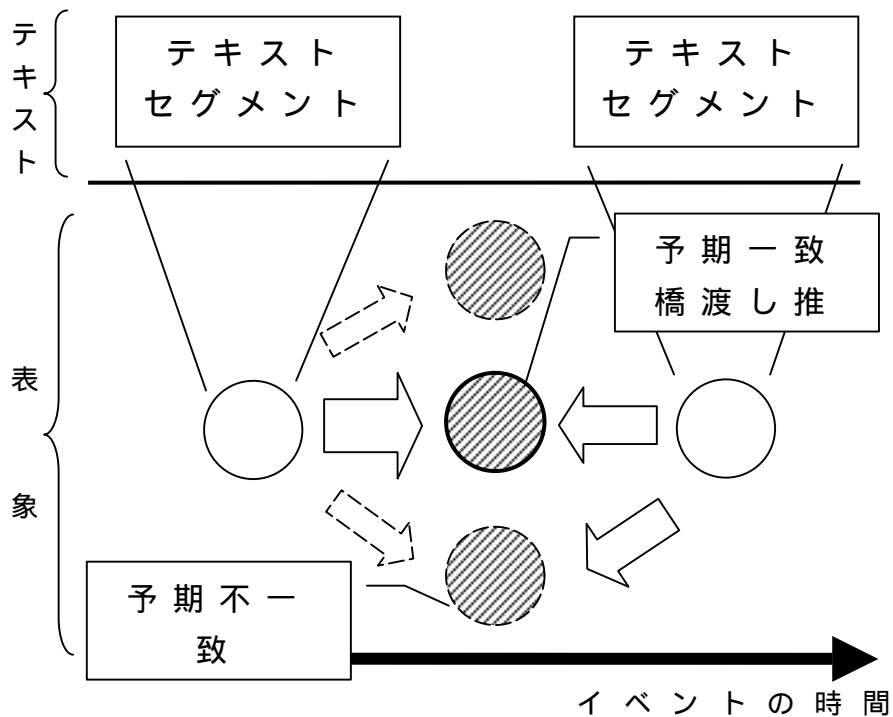 テキスト
テキスト
セグメント
テキスト
セグメント
予期一致
橋渡し推
表象
予期不一
致
イベントの時間